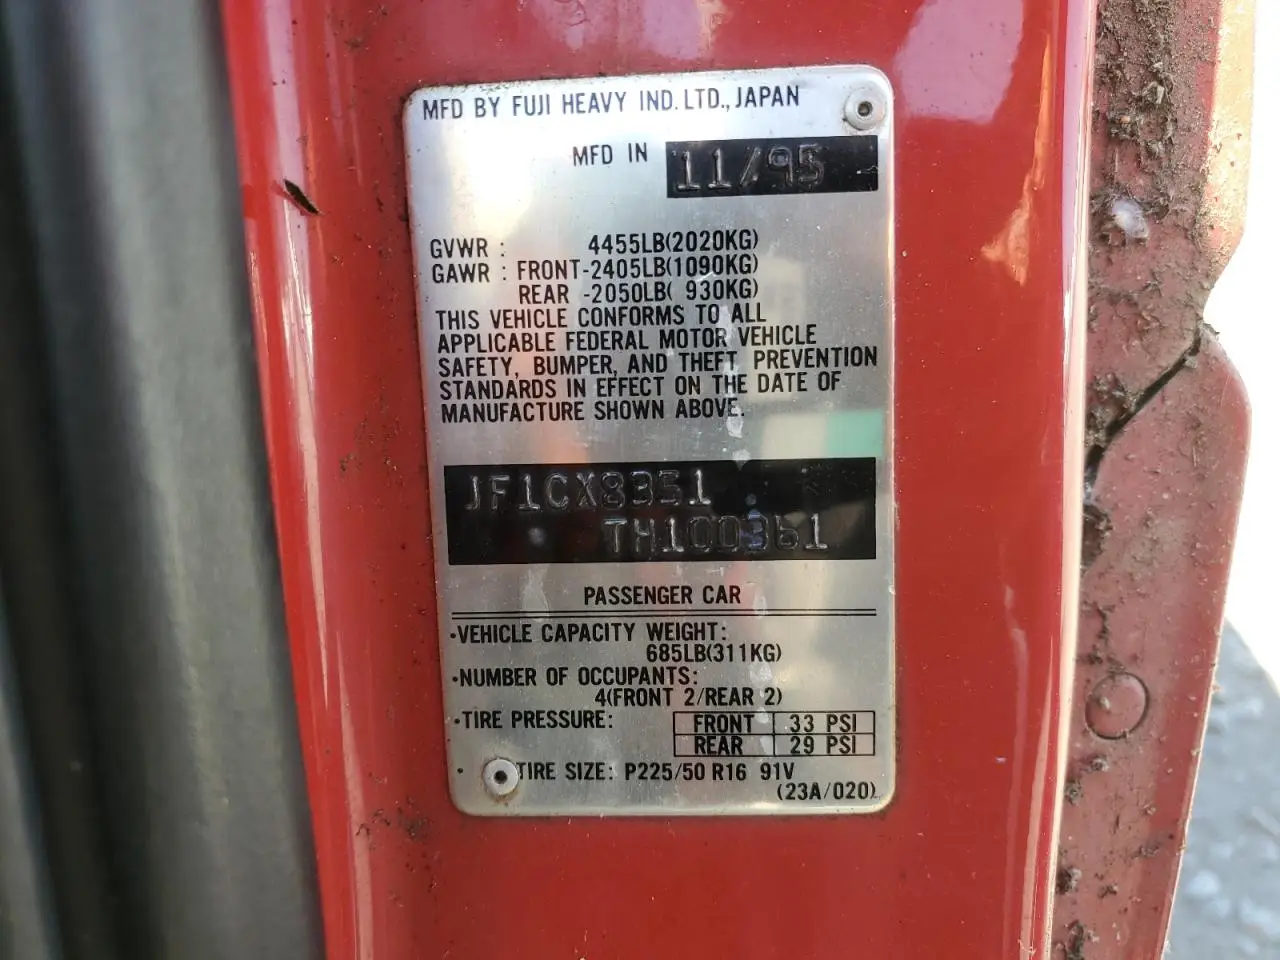 MFD BY FUJI HEAVY IND. LTD., JAPAN
MFD IN 11/95
GVWR : 4455LB(2020KG)
GAWR : FRONT-2405LB(1090KG)
REAR -2050LB( 930KG)
THIS VEHICLE CONFORMS TO ALL
APPLICABLE FEDERAL MOTOR VEHICLE
SAFETY, BUMPER, AND THEFT PREVENTION
STANDARDS IN EFFECT ON THE DATE OF
MANUFACTURE SHOWN ABOVE.
JF1CX8351
TH100361
PASSENGER CAR
·VEHICLE CAPACITY WEIGHT:
685LB(311KG)
·NUMBER OF OCCUPANTS:
4(FRONT 2/REAR 2)
·TIRE PRESSURE: FRONT 33 PSI
REAR 29 PSI
· TIRE SIZE: P225/50 R16 91V
(23A/020)